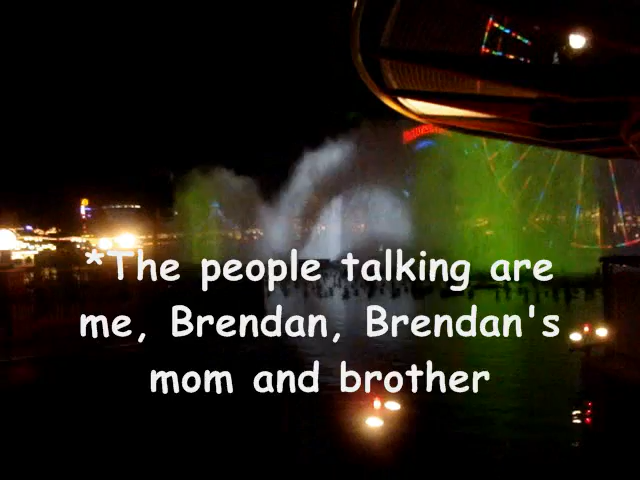 *The people talking are
me, Brendan, Brendan's
mom and brother